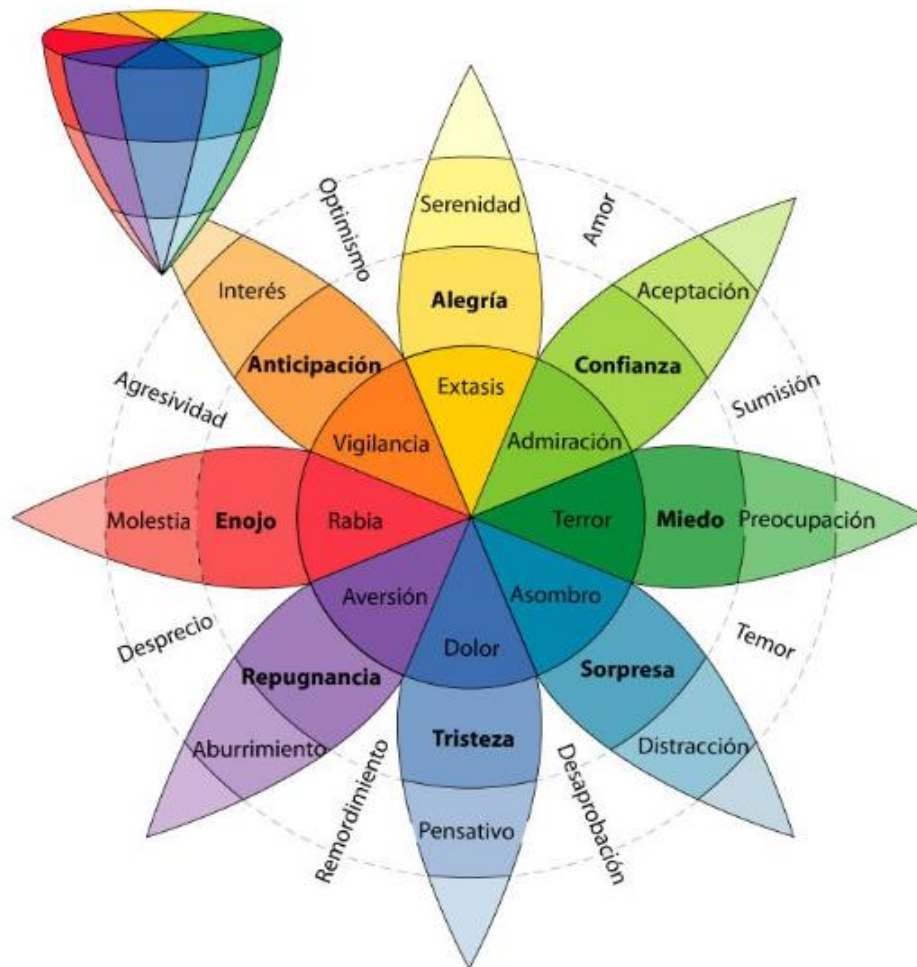 Optimismo
Serenidad
Amor
Interés
Alegría
Aceptación
Anticipación
Confianza
Agresividad
Extasis
Sumisión
Vigilancia
Admiración
Molestia
Enojo
Rabia
Terror
Miedo
Preocupación
Aversión
Asombro
Desprecio
Dolor
Temor
Repugnancia
Sorpresa
Tristeza
Aburrimiento
Distracción
Remordimiento
Pensativo
Desaprobación